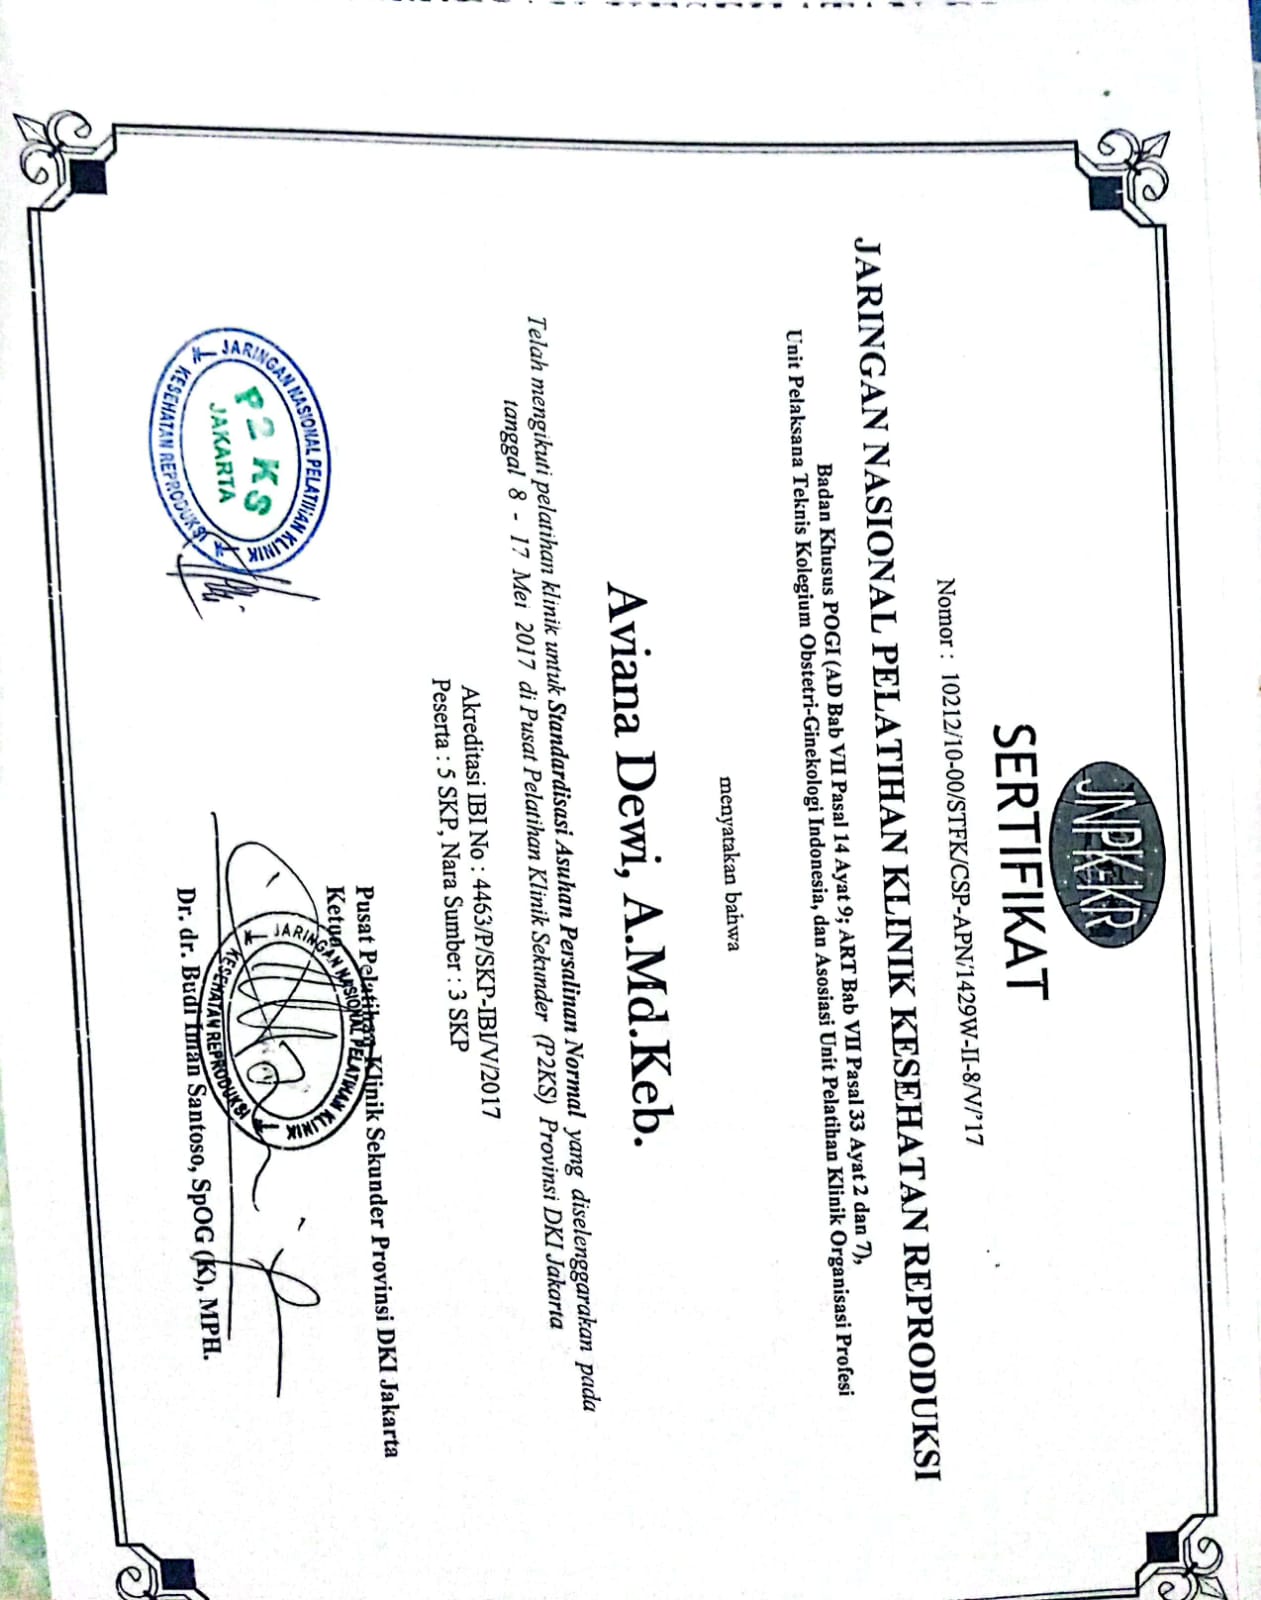 JNPK-KR
SERTIFIKAT
Nomor : 10212/10-00/STFK/CSP-APN/1429W-II-8/V/'17
JARINGAN NASIONAL PELATIHAN KLINIK KESEHATAN REPRODUKSI
Badan Khusus POGI (AD Bab VII Pasal 14 Ayat 9; ART Bab VII Pasal 33 Ayat 2 dan 7),
Unit Pelaksana Teknis Kolegium Obstetri-Ginekologi Indonesia, dan Asosiasi Unit Pelatihan Klinik Organisasi Profesi
menyatakan bahwa
Aviana Dewi, A.Md.Keb.
Telah mengikuti pelatihan klinik untuk Standardisasi Asuhan Persalinan Normal yang diselenggarakan pada
tanggal 8 - 17 Mei 2017 di Pusat Pelatihan Klinik Sekunder (P2KS) Provinsi DKI Jakarta
Akreditasi IBI No : 4463/P/SKP-IBI/V/2017
Peserta : 5 SKP, Nara Sumber : 3 SKP
Pusat Pelatihan Klinik Sekunder Provinsi DKI Jakarta
Ketua
JARINGAN NASIONAL PELATIHAN KLINIK
KESEHATAN REPRODUKSI
Dr. dr. Budi Iman Santoso, SpOG (K), MPH.
JARINGAN NASIONAL PELATIHAN KLINIK
P2 KS
JAKARTA
KESEHATAN REPRODUKSI